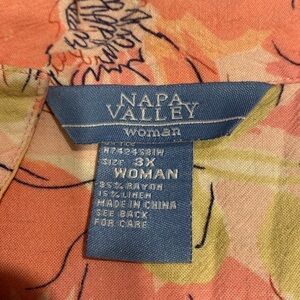 NAPA
VALLEY
woman
SIZE 3X
WOMAN
85% RAYON
15% LINEN
MADE IN CHINA
SEE BACK
FOR CARE